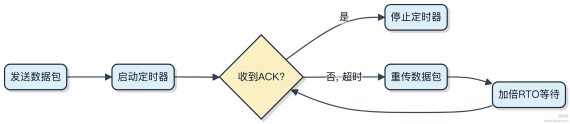 发送数据包
启动定时器
收到ACK?
是
停止定时器
否, 超时
重传数据包
加倍RTO等待